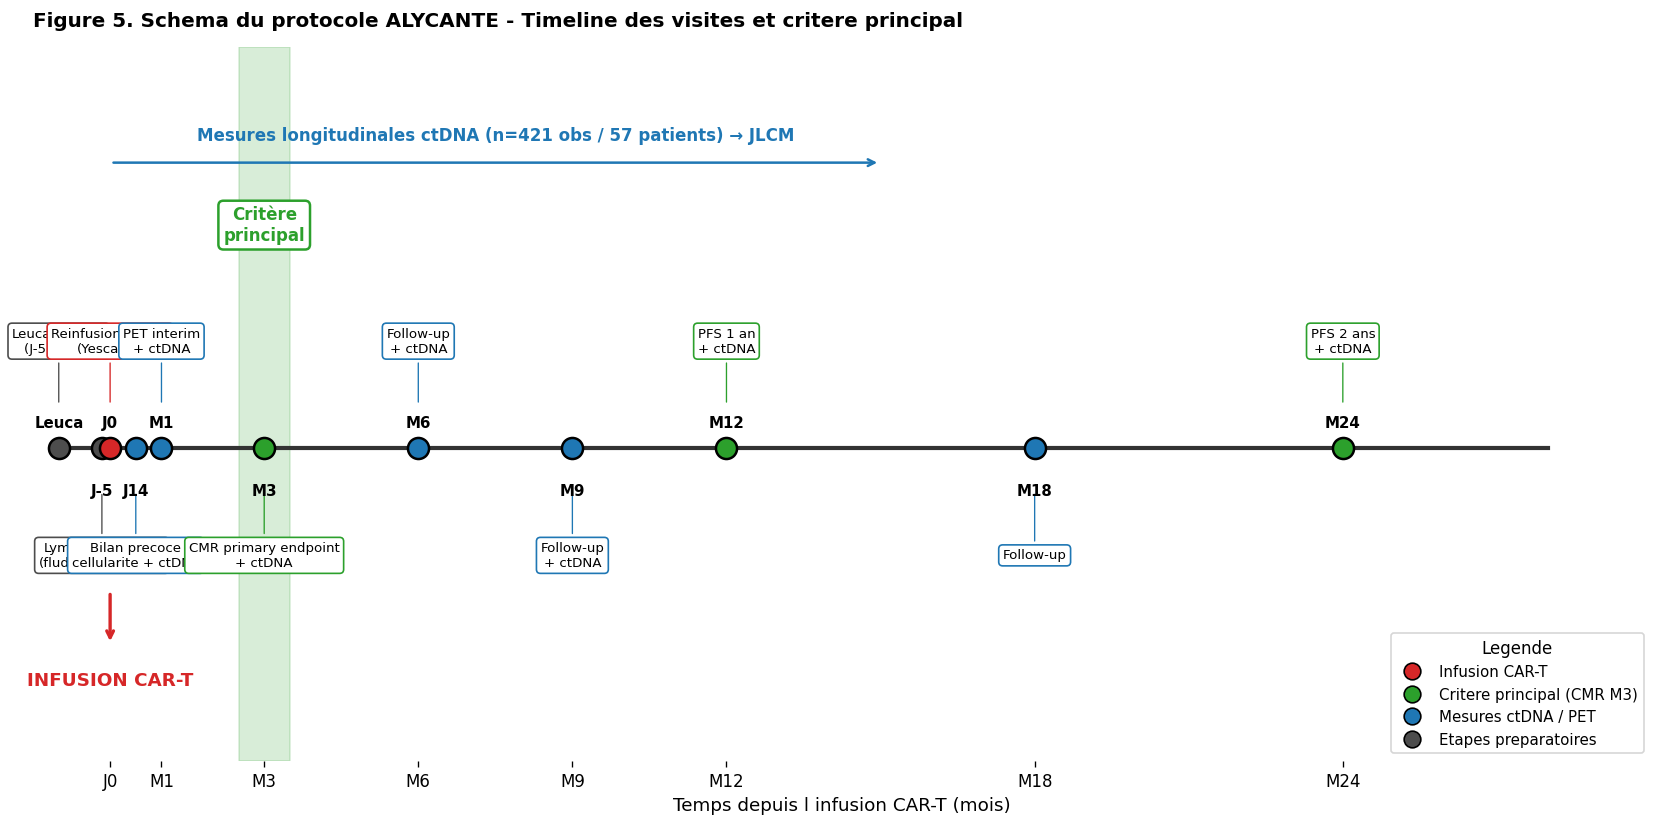 Figure 5. Schema du protocole ALYCANTE - Timeline des visites et critere principal
Mesures longitudinales ctDNA (n=421 obs / 57 patients) → JLCM
Critère
principal
Reinfusion
PET interim
+ ctDNA
Follow-up
+ ctDNA
PFS 1 an
+ ctDNA
PFS 2 ans
+ ctDNA
Leuca
J0
M1
M6
M12
M24
J-5
J14
M3
M9
M18
Bilan precoce
cellularite +
CMR primary endpoint
+ ctDNA
Follow-up
+ ctDNA
Follow-up
INFUSION CAR-T
Legende
Infusion CAR-T
Critere principal (CMR M3)
Mesures ctDNA / PET
Etapes preparatoires
J0
M1
M3
M6
M9
M12
M18
M24
Temps depuis l infusion CAR-T (mois)